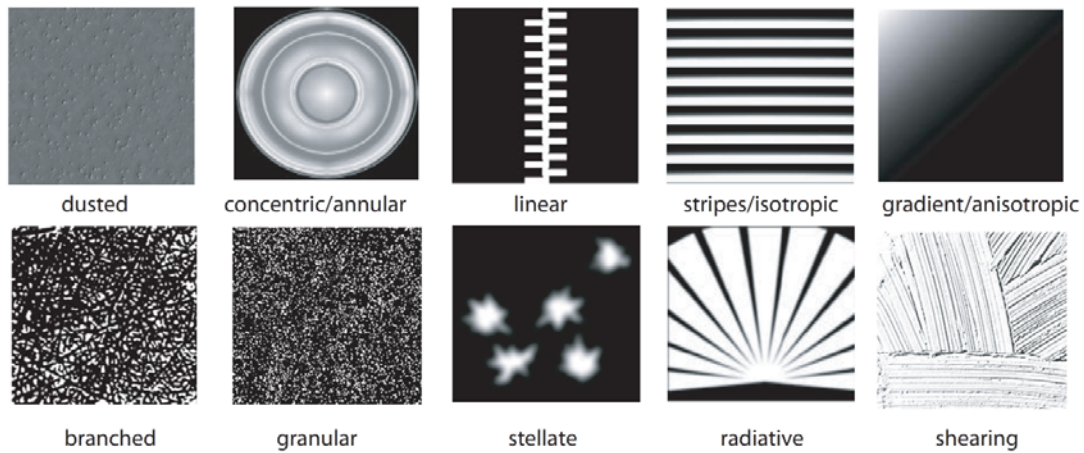 dusted concentric/annular linear stripes/isotropic gradient/anisotropic
branched granular stellate radiative shearing